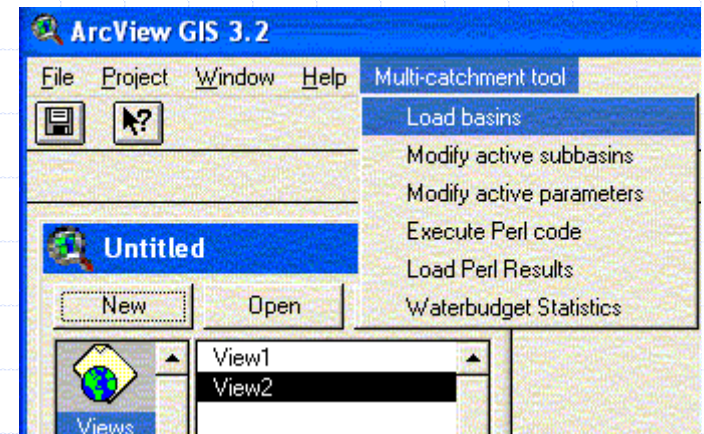 ArcView GIS 3.2
File Project Window Help Multi-catchment tool
Load basins
Modify active subbasins
Modify active parameters
Execute Perl code
Load Perl Results
Waterbudget Statistics
Untitled
New Open
View1
View2
Views